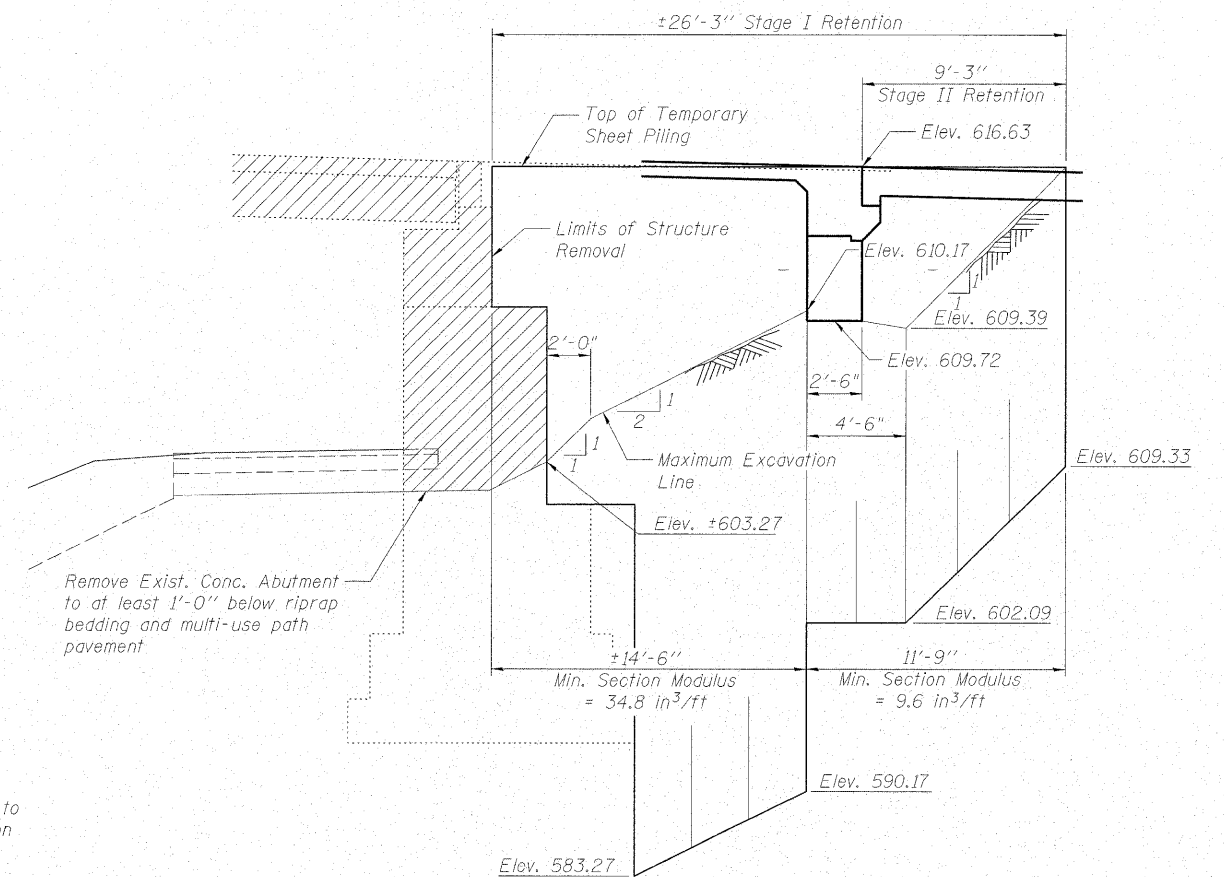 ±26'-3" Stage I Retention
9'-3"
Stage II Retention
Top of Temporary
Sheet Piling
Elev. 616.63
Limits of Structure
Removal
Elev. 610.17
1
1
Elev. 609.39
2'-0"
Elev. 609.72
2'-6"
1
2
4'-6"
1
1
Maximum Excavation
Line
Elev. 609.33
Elev. ±603.27
Remove Exist. Conc. Abutment
to at least 1'-0" below riprap
bedding and multi-use path
pavement
Elev. 602.09
±14'-6"
Min. Section Modulus
= 34.8 in³/ft
11'-9"
Min. Section Modulus
= 9.6 in³/ft
Elev. 590.17
to
on
Elev. 583.27